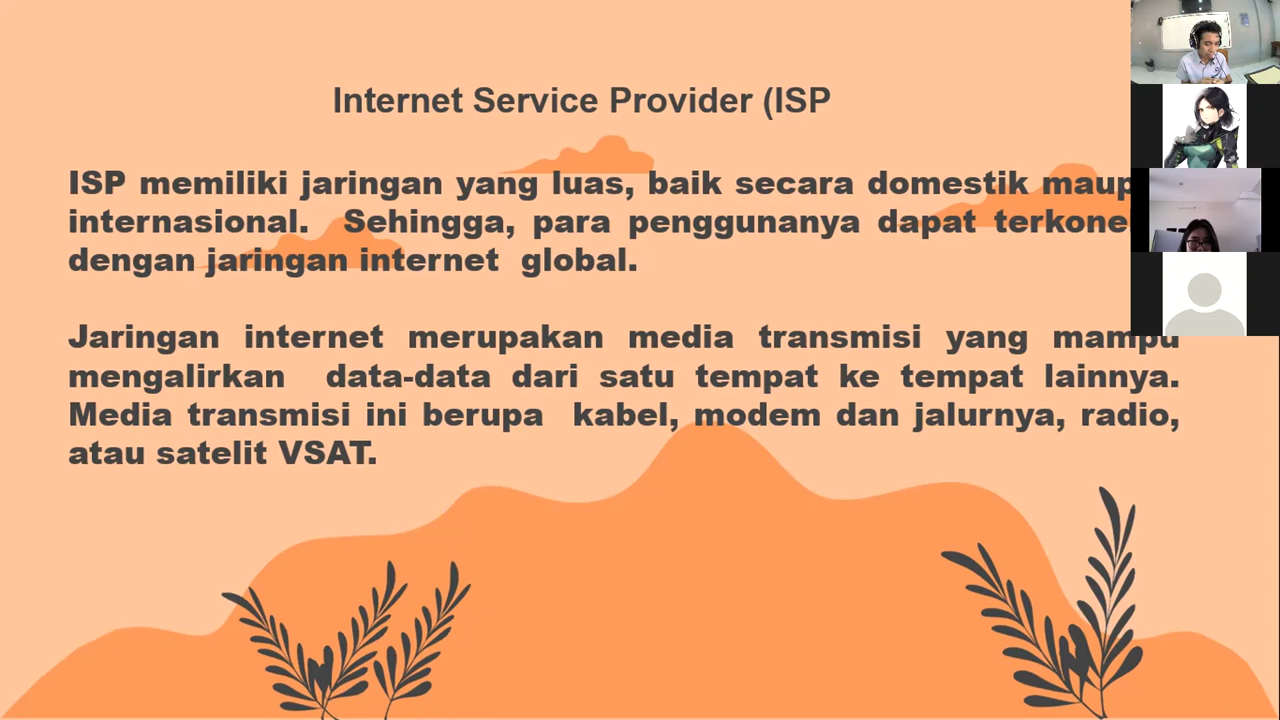 Internet Service Provider (ISP
ISP memiliki jaringan yang luas, baik secara domestik
internasional. Sehingga, para penggunanya dapat
dengan jaringan internet global.
Jaringan internet merupakan media transmisi yang mampu
mengalirkan data-data dari satu tempat ke tempat lainnya.
Media transmisi ini berupa kabel, modem dan jalurnya, radio,
atau satelit VSAT.